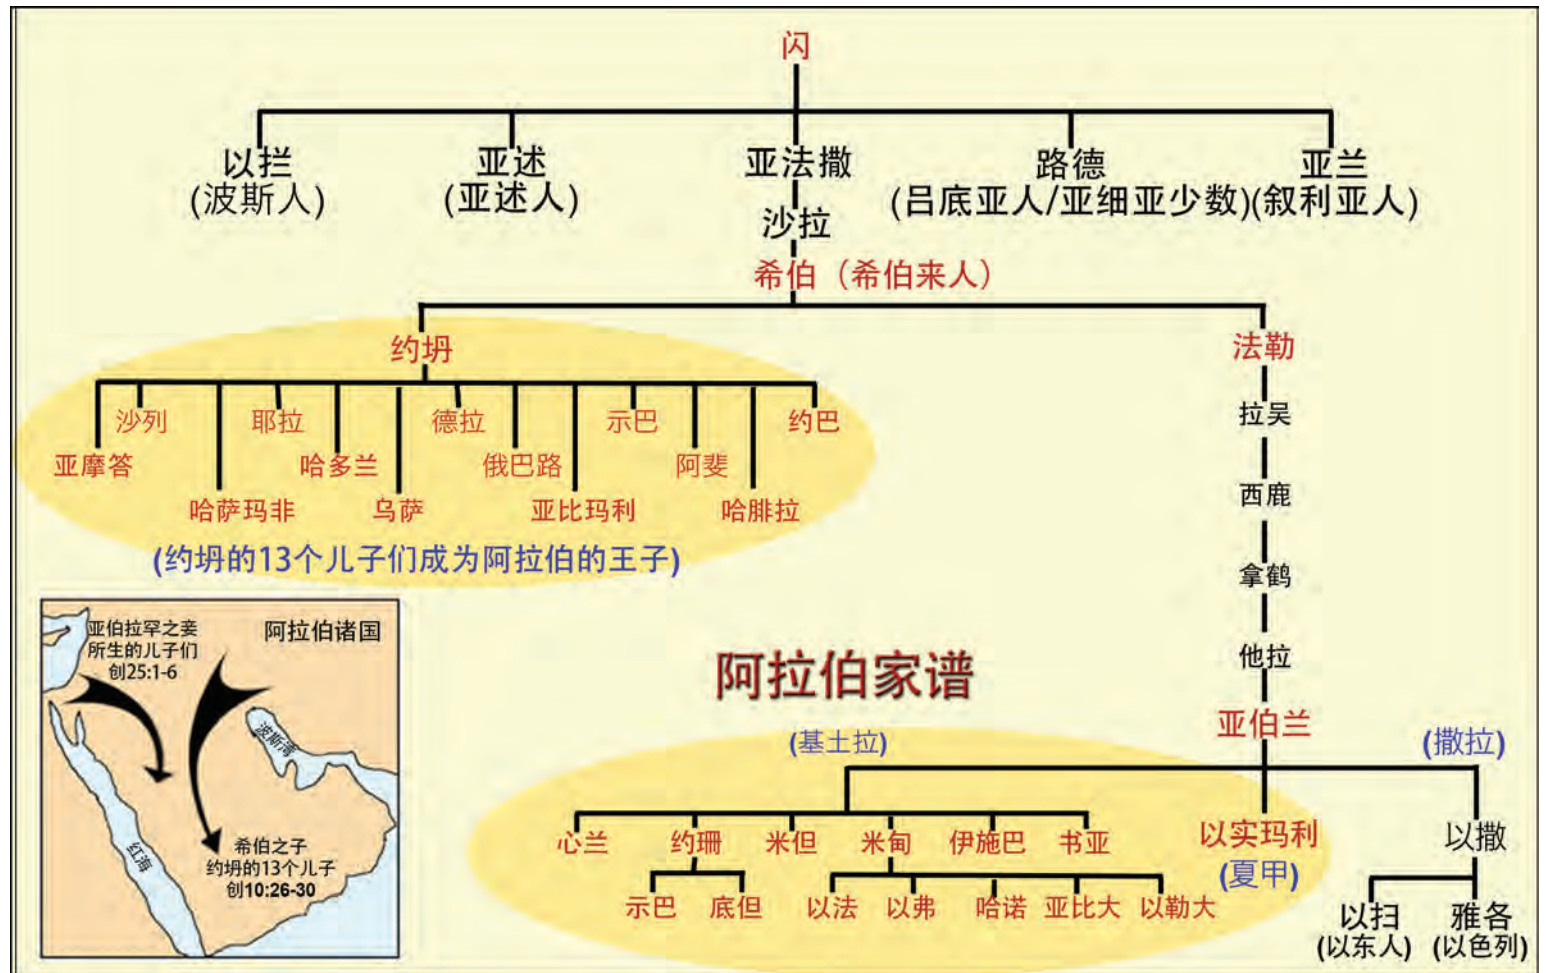 闪
以拦
(波斯人)
亚述
(亚述人)
亚法撒
路德
(吕底亚人/亚细亚少数)
亚兰
(叙利亚人)
沙拉
希伯（希伯来人）
约坍
法勒
沙列
耶拉
德拉
示巴
约巴
亚摩答
哈多兰
俄巴路
阿斐
哈萨玛非
乌萨
亚比玛利
哈腓拉
(约坍的13个儿子们成为阿拉伯的王子)
拉吴
西鹿
拿鹤
他拉
亚伯兰
亚伯拉罕之妾
所生的儿子们
创25:1-6
阿拉伯诸国
波斯湾
红海
希伯之子
约坍的13个儿子
创10:26-30
阿拉伯家谱
(基土拉)
(撒拉)
心兰
约珊
米但
米甸
伊施巴
书亚
以实玛利
(夏甲)
以撒
示巴
底但
以法
以弗
哈诺
亚比大
以勒大
以扫
(以东人)
雅各
(以色列)